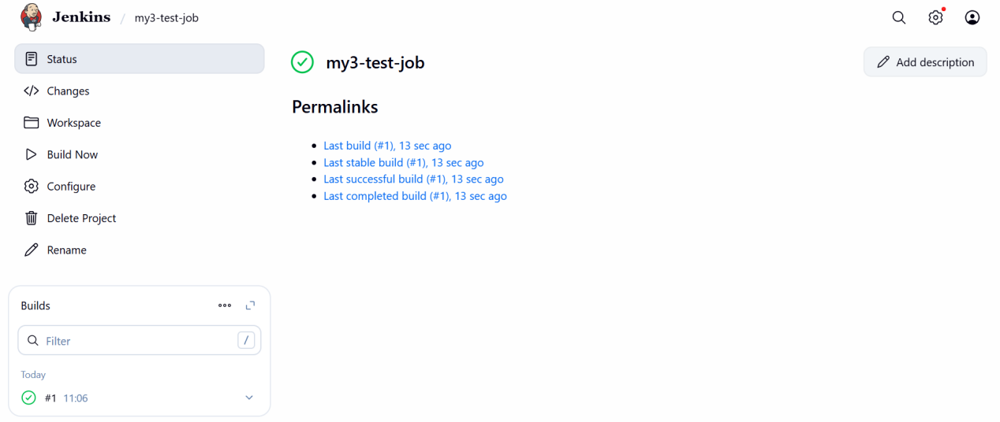 Jenkins / my3-test-job
Status
Changes
Workspace
Build Now
Configure
Delete Project
Rename
Builds
Filter /
Today
#1 11:06
my3-test-job
Add description
Permalinks
Last build (#1), 13 sec ago
Last stable build (#1), 13 sec ago
Last successful build (#1), 13 sec ago
Last completed build (#1), 13 sec ago